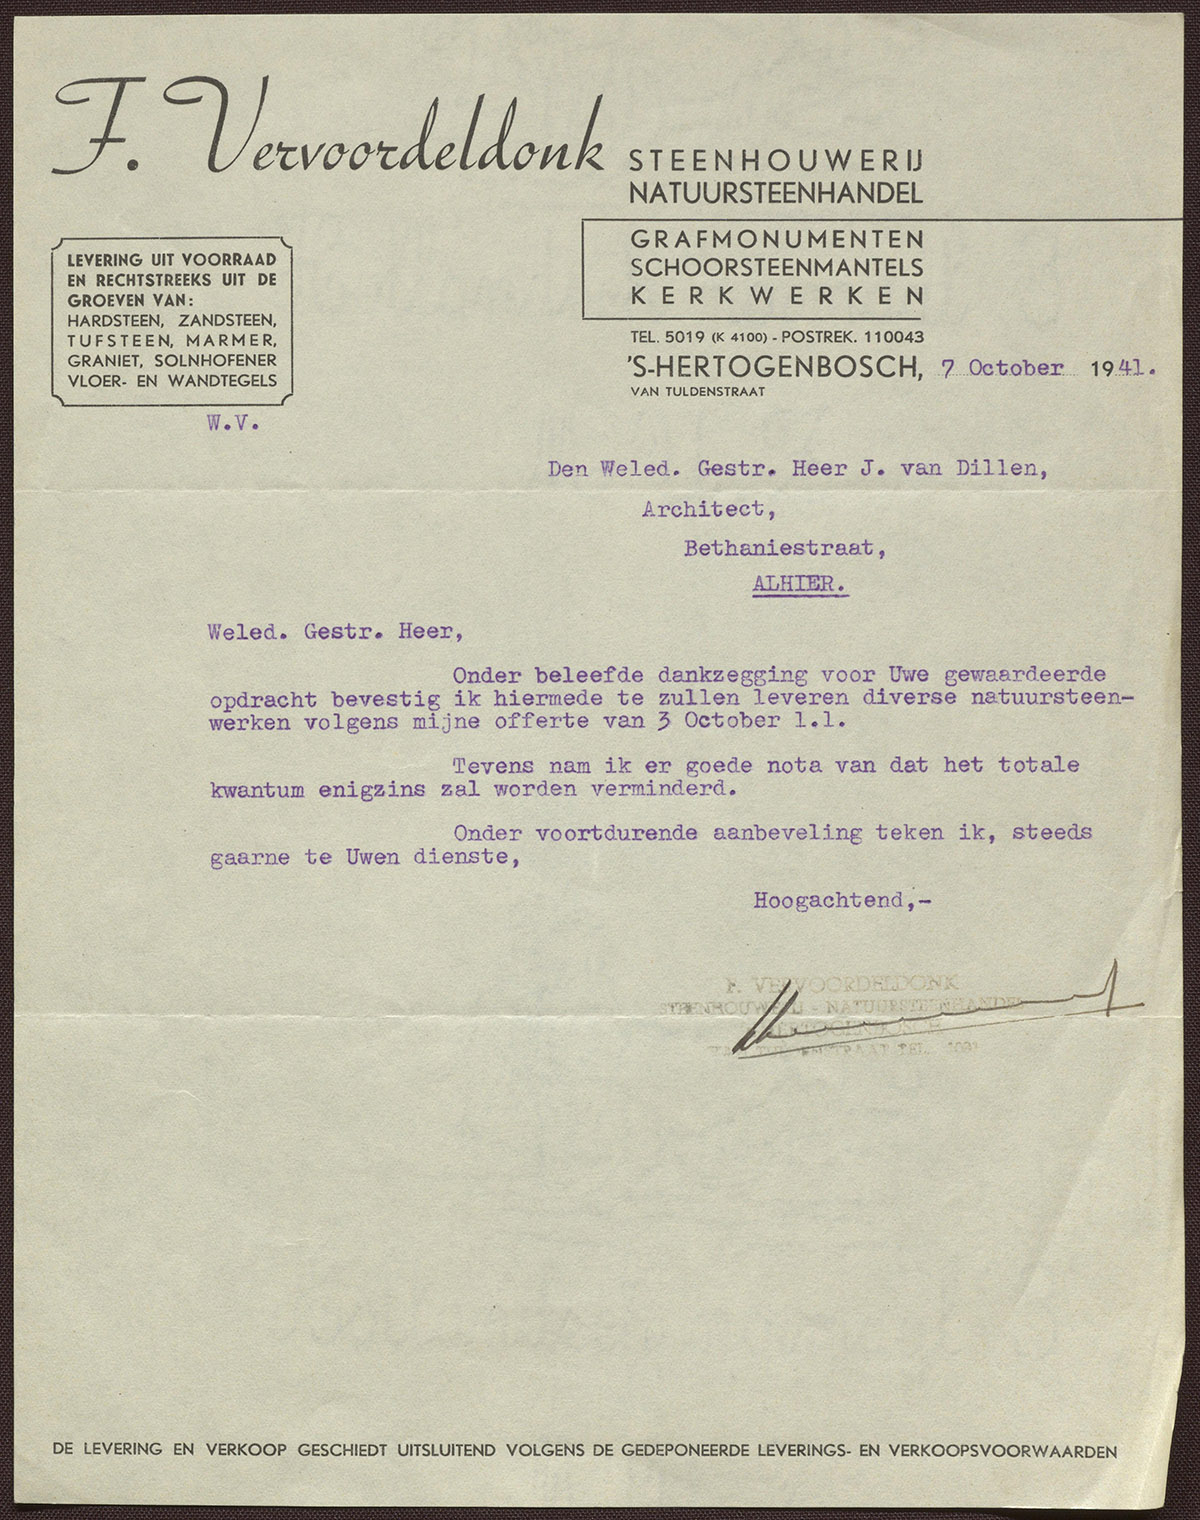 F. Vervoordeldonk
STEENHOUWERIJ
NATUURSTEENHANDEL
GRAFMONUMENTEN
SCHOORSTEENMANTELS
KERKWERKEN
TEL. 5019 (K 4100) - POSTREK. 110043
'S-HERTOGENBOSCH, 7 October 1941.
VAN TULDENSTRAAT
LEVERING UIT VOORRAAD
EN RECHTSTREEKS UIT DE
GROEVEN VAN:
HARDSTEEN, ZANDSTEEN,
TUFSTEEN, MARMER,
GRANIET, SOLNHOFENER
VLOER- EN WANDTEGELS
W.V.
Den Weled. Gestr. Heer J. van Dillen,
Architect,
Bethaniestraat,
ALHIER.
Weled. Gestr. Heer,
Onder beleefde dankzegging voor Uwe gewaardeerde
opdracht bevestig ik hiermede te zullen leveren diverse natuursteen-
werken volgens mijne offerte van 3 October l.l.
Tevens nam ik er goede nota van dat het totale
kwantum enigzins zal worden verminderd.
Onder voortdurende aanbeveling teken ik, steeds
gaarne te Uwen dienste,
Hoogachtend,-
F. VERVOORDELDONK
STEENHOUWERIJ - NATUURSTEENHANDEL
DE LEVERING EN VERKOOP GESCHIEDT UITSLUITEND VOLGENS DE GEDEPONEERDE LEVERINGS- EN VERKOOPSVOORWAARDEN